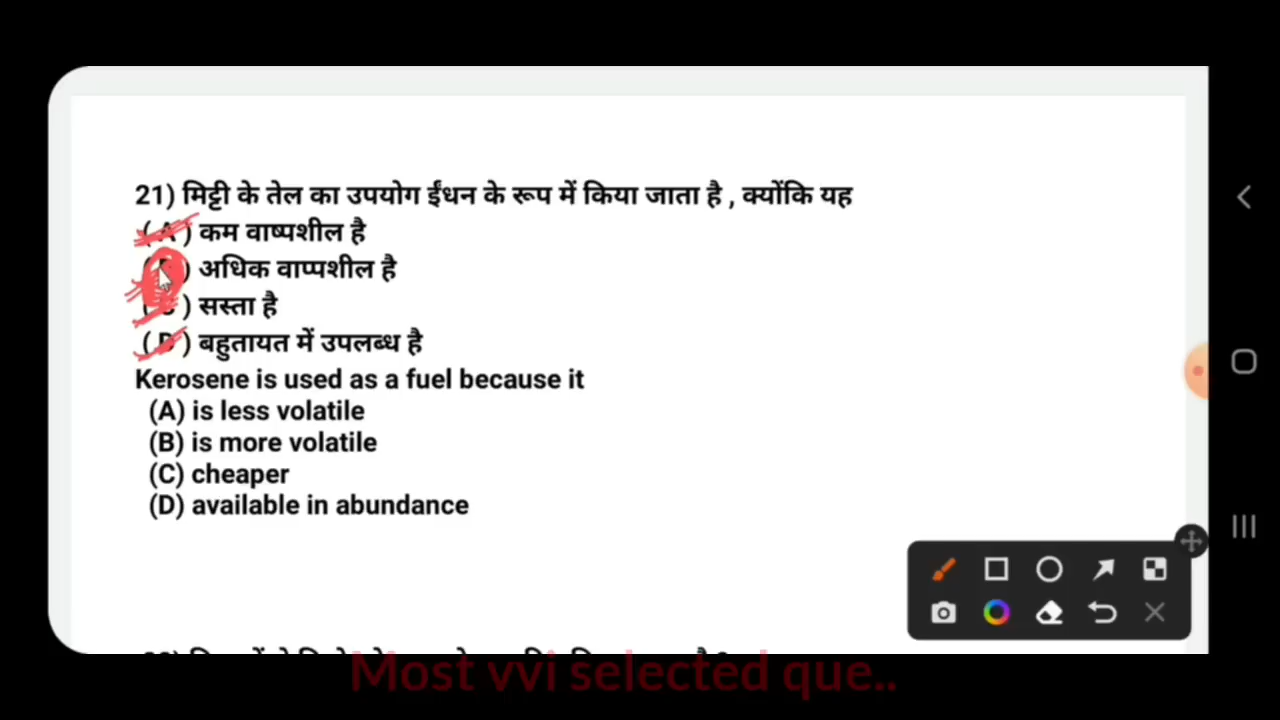 21) मिट्टी के तेल का उपयोग ईंधन के रूप में किया जाता है , क्योंकि यह
( A ) कम वाष्पशील है
) अधिक वाप्पशील है
( ) सस्ता है
( D ) बहुतायत में उपलब्ध है
Kerosene is used as a fuel because it
(A) is less volatile
(B) is more volatile
(C) cheaper
(D) available in abundance
Most vvi selected que..